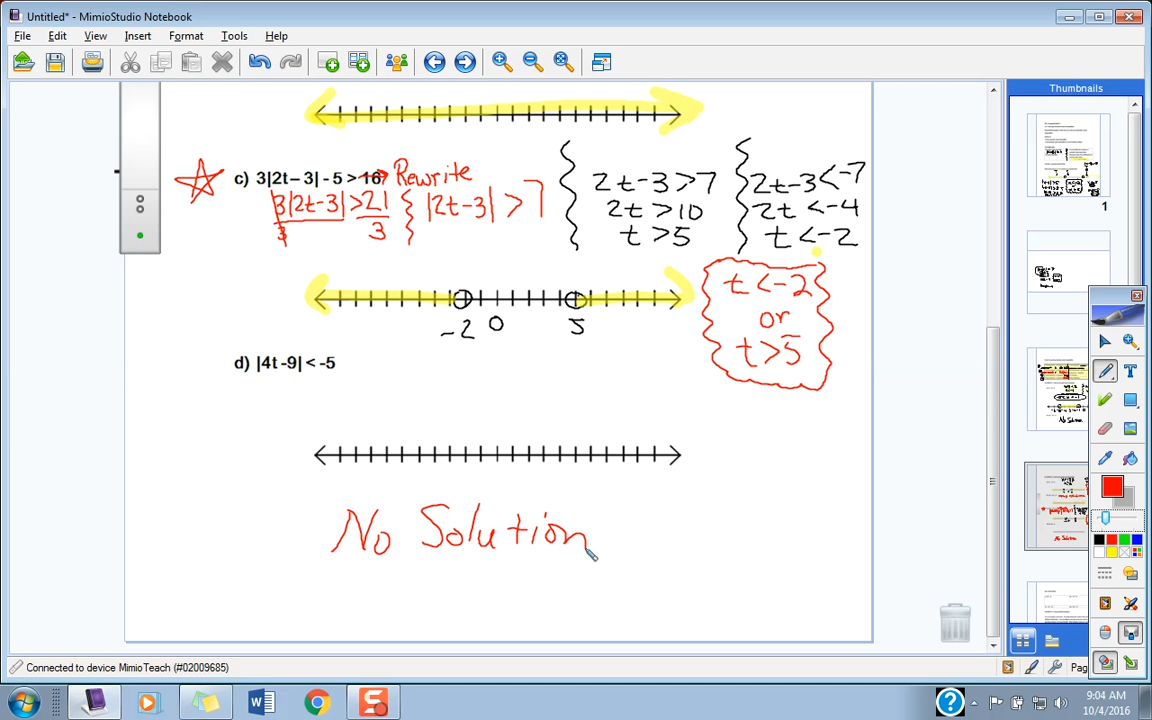 Untitled* - MimioStudio Notebook
File Edit View Insert Format Tools Help
Thumbnails
c) 3|2t– 3| - 5 > 16 Rewrite
3|2t-3| > 21
3 3
|2t-3| > 7
2t-3>7
2t >10
t >5
2t-3<-7
2t <-4
t <-2
t <-2
or
t >5
-2 0 5
d) |4t -9| < -5
No Solution
1
Connected to device MimioTeach (#02009685)
Pag
9:04 AM
10/4/2016